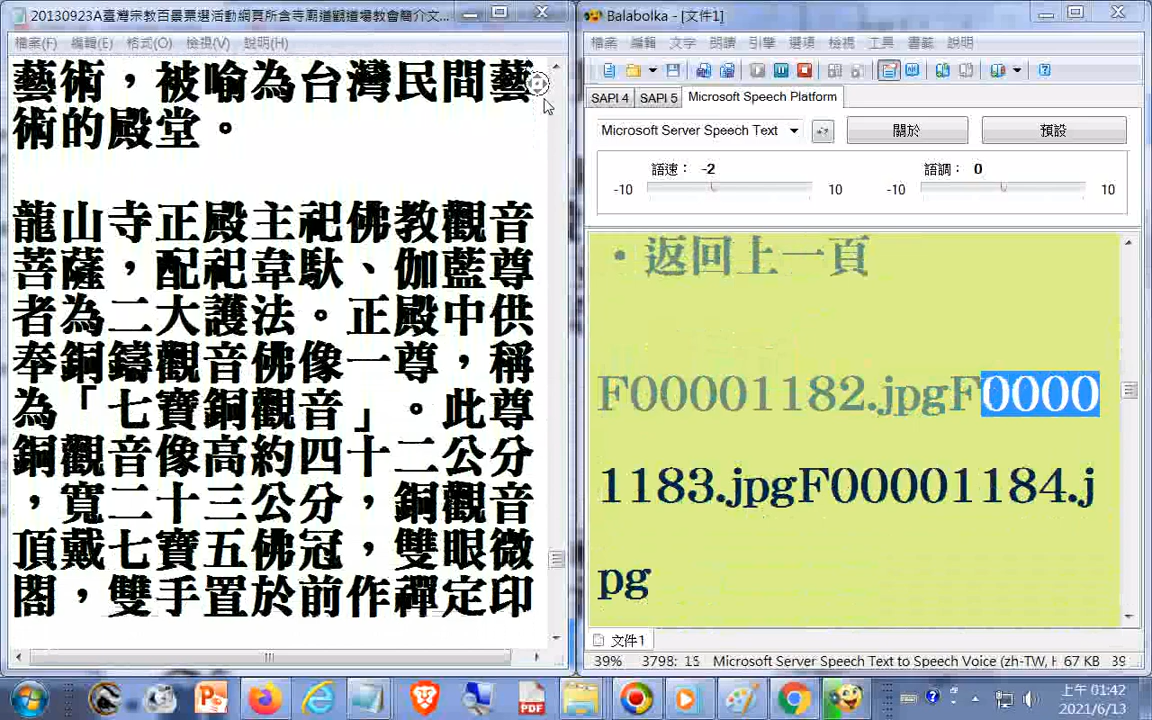 20130923A臺灣宗教百景票選活動網頁所含寺廟道觀道場教會簡介文...
檔案(F) 編輯(E) 格式(O) 檢視(V) 說明(H)
藝術，被喻為台灣民間藝
術的殿堂。
龍山寺正殿主祀佛教觀音
菩薩，配祀韋馱、伽藍尊
者為二大護法。正殿中供
奉銅鑄觀音佛像一尊，稱
為「七寶銅觀音」。此尊
銅觀音像高約四十二公分
，寬二十三公分，銅觀音
頂戴七寶五佛冠，雙眼微
閤，雙手置於前作禪定印
Balabolka - [文件1]
檔案 編輯 文字 朗讀 引擎 選項 檢視 工具 書籤 說明
SAPI 4 SAPI 5 Microsoft Speech Platform
Microsoft Server Speech Text 關於 預設
語速： -2 語調： 0
-10 10 -10 10
・返回上一頁
F00001182.jpgF0000
1183.jpgF00001184.j
pg
文件1
39% 3798: 15 Microsoft Server Speech Text to Speech Voice (zh-TW, H 67 KB 39
PDF
上午 01:42
2021/6/13